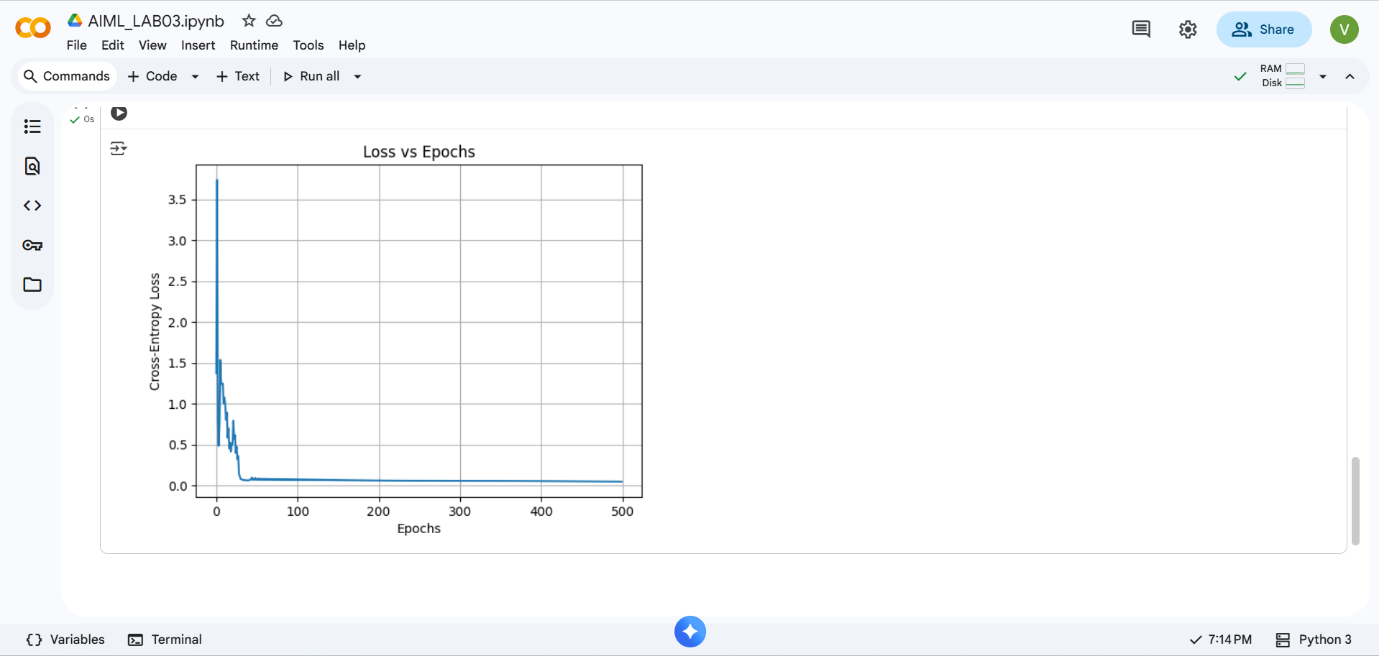 AIML_LAB03.ipynb
File Edit View Insert Runtime Tools Help
Share
V
Commands + Code + Text Run all
RAM
Disk
0s
Loss vs Epochs
3.5
3.0
2.5
2.0
1.5
1.0
0.5
0.0
Cross-Entropy Loss
0 100 200 300 400 500
Epochs
Variables Terminal
7:14 PM Python 3